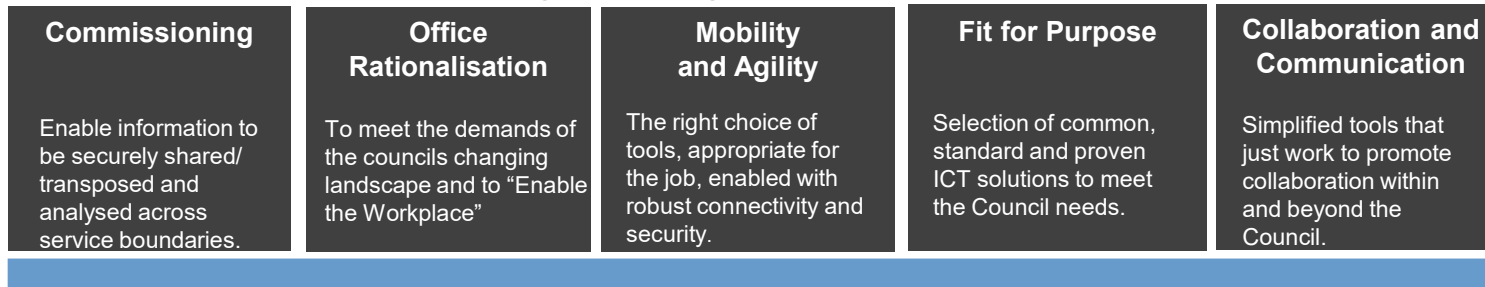 Commissioning
Enable information to
be securely shared/
transposed and
analysed across
service boundaries.
Office
Rationalisation
To meet the demands of
the councils changing
landscape and to “Enable
the Workplace”
Mobility
and Agility
The right choice of
tools, appropriate for
the job, enabled with
robust connectivity and
security.
Fit for Purpose
Selection of common,
standard and proven
ICT solutions to meet
the Council needs.
Collaboration and
Communication
Simplified tools that
just work to promote
collaboration within
and beyond the
Council.